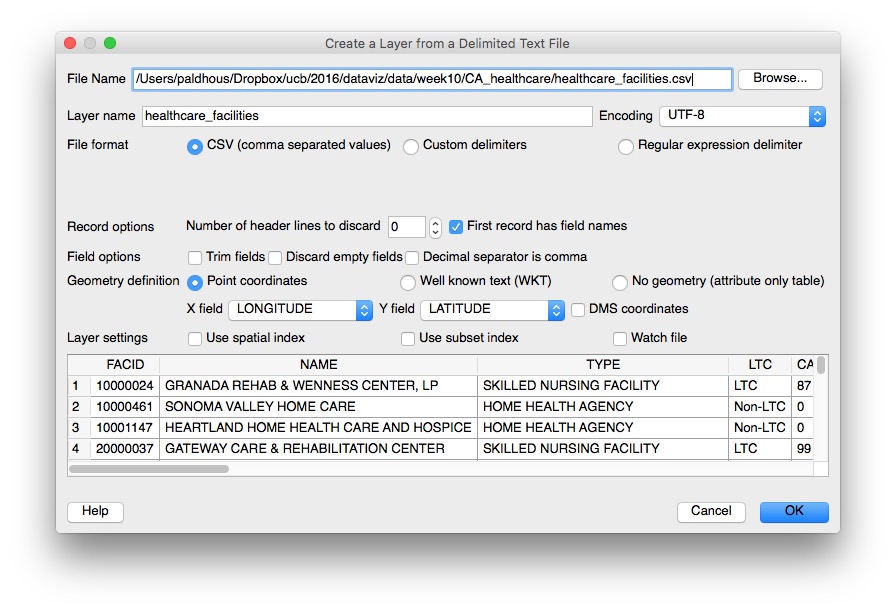 Create a Layer from a Delimited Text File
File Name /Users/paldhous/Dropbox/ucb/2016/dataviz/data/week10/CA_healthcare/healthcare_facilities.csv Browse...
Layer name healthcare_facilities Encoding UTF-8
File format CSV (comma separated values) Custom delimiters Regular expression delimiter
Record options Number of header lines to discard 0 First record has field names
Field options Trim fields Discard empty fields Decimal separator is comma
Geometry definition Point coordinates Well known text (WKT) No geometry (attribute only table)
X field LONGITUDE Y field LATITUDE DMS coordinates
Layer settings Use spatial index Use subset index Watch file
FACID NAME TYPE LTC CA
1 10000024 GRANADA REHAB & WENNESS CENTER, LP SKILLED NURSING FACILITY LTC 87
2 10000461 SONOMA VALLEY HOME CARE HOME HEALTH AGENCY Non-LTC 0
3 10001147 HEARTLAND HOME HEALTH CARE AND HOSPICE HOME HEALTH AGENCY Non-LTC 0
4 20000037 GATEWAY CARE & REHABILITATION CENTER SKILLED NURSING FACILITY LTC 99
Help Cancel OK